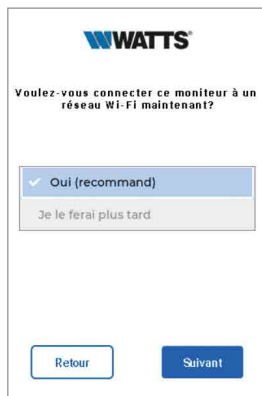 WATTS®
Voulez-vous connecter ce moniteur à un
réseau Wi-Fi maintenant?
Oui (recommand)
Je le ferai plus tard
Retour
Suivant